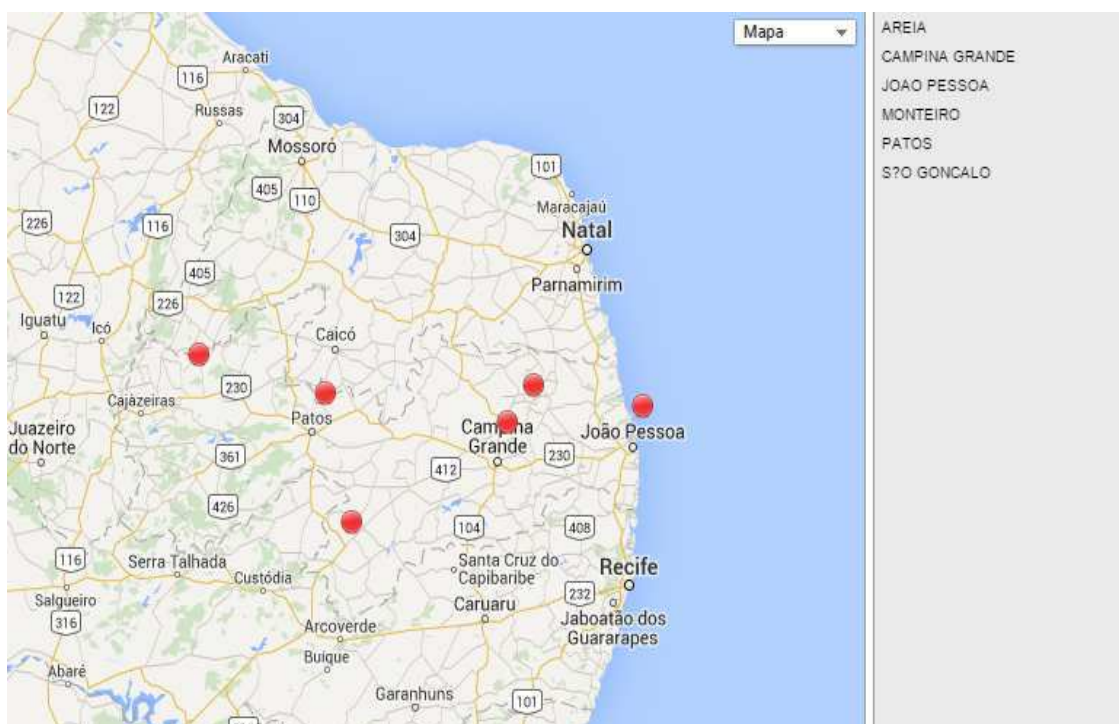 Mapa
AREIA
CAMPINA GRANDE
JOAO PESSOA
MONTEIRO
PATOS
S?O GONCALO
Aracati
116
122
Russas
304
Mossoró
101
405
110
Maracajaú
226
116
304
Natal
405
Parnamirim
122
226
Iguatu
Icó
Caicó
230
Cajazeiras
Patos
Campina
Grande
João Pessoa
Juazeiro
do Norte
361
412
230
426
104
408
116
Serra Talhada
Santa Cruz do
Capibaribe
Recife
Custódia
232
Salgueiro
316
Caruaru
Jaboatão dos
Guararapes
Arcoverde
Buique
Abaré
Garanhuns
101